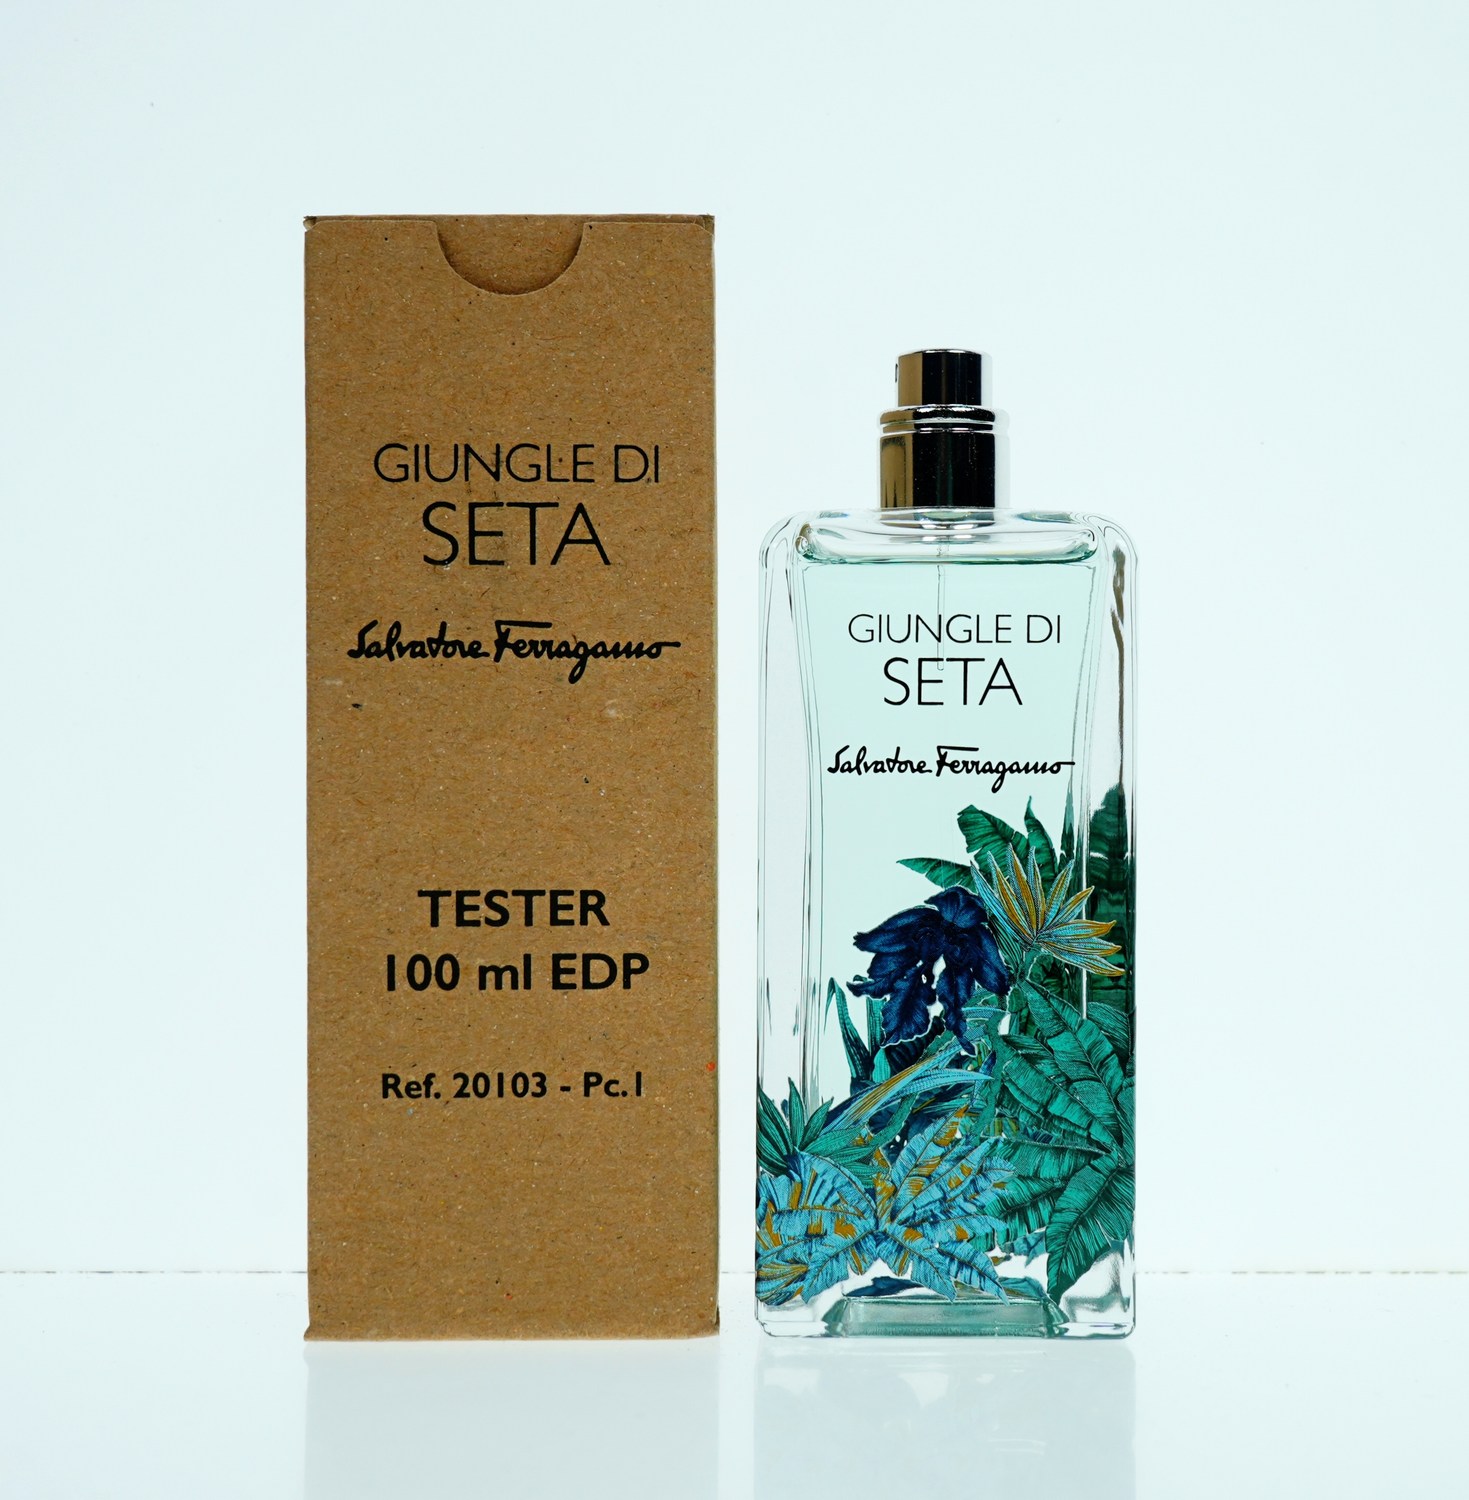 GIUNGLE DI
SETA
Salvatore Ferragamo
TESTER
100 ml EDP
Ref. 20103 - Pc.1
GIUNGLE DI
SETA
Salvatore Ferragamo